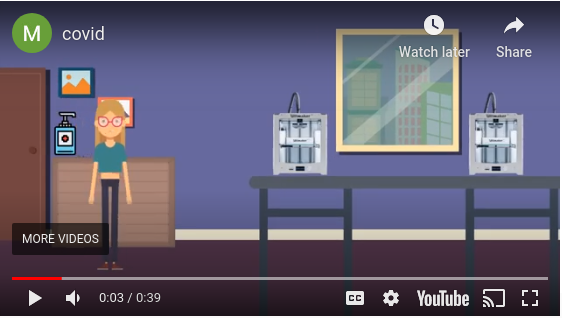 M covid
Watch later Share
MORE VIDEOS
0:03 / 0:39 CC YouTube